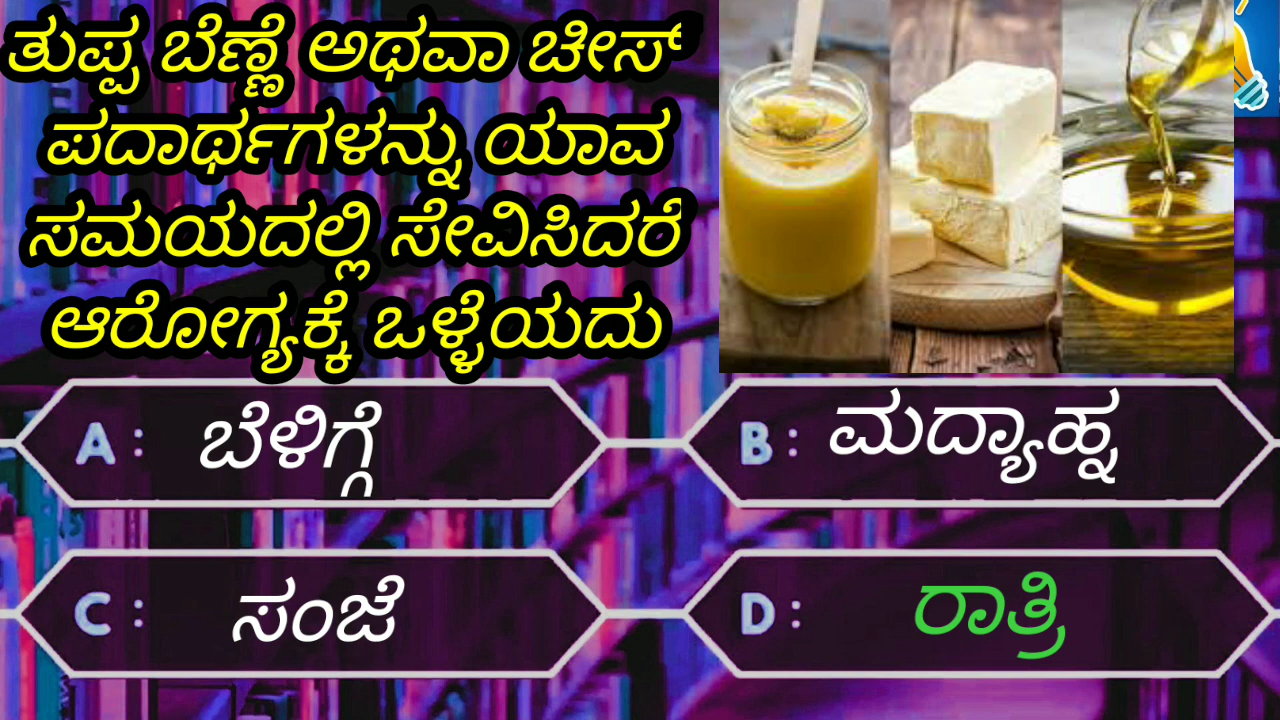 ತುಪ್ಪ ಬೆಣ್ಣೆ ಅಥವಾ ಚೀಸ್
ಪದಾರ್ಥಗಳನ್ನು ಯಾವ
ಸಮಯದಲ್ಲಿ ಸೇವಿಸಿದರೆ
ಆರೋಗ್ಯಕ್ಕೆ ಒಳ್ಳೆಯದು
A: ಬೆಳಿಗ್ಗೆ
B: ಮದ್ಯಾಹ್ನ
C: ಸಂಜೆ
D: ರಾತ್ರಿ